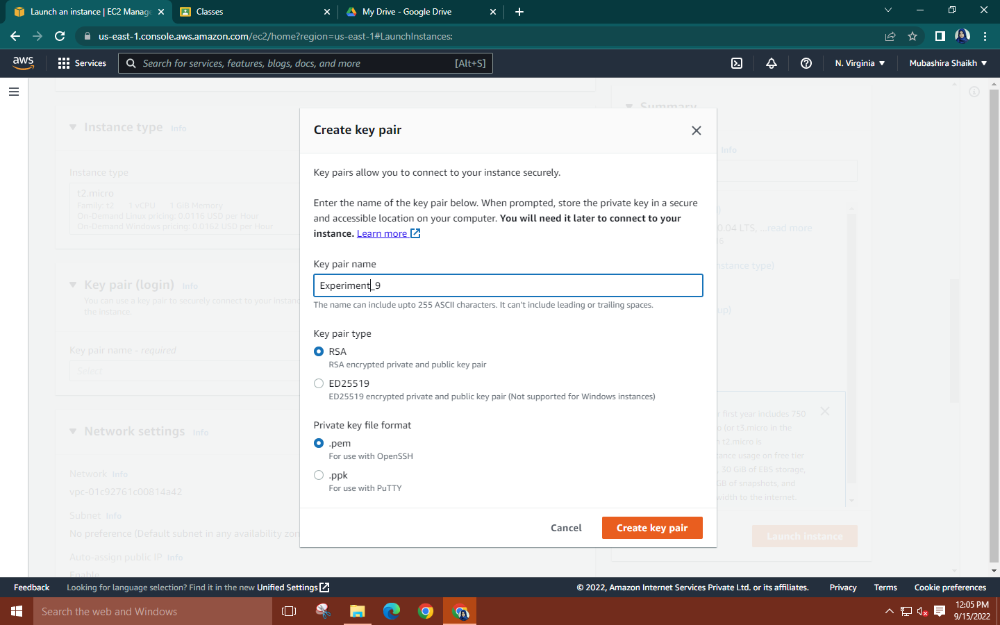 Launch an instance | EC2 Manage
Classes
My Drive - Google Drive
us-east-1.console.aws.amazon.com/ec2/home?region=us-east-1#LaunchInstances:
aws
Services
Search for services, features, blogs, docs, and more
[Alt+S]
N. Virginia
Mubashira Shaikh
Instance type Info
Instance type
t2.micro
Family: t2 1 vCPU 1 GiB Memory
On-Demand Linux pricing: 0.0116 USD per Hour
On-Demand Windows pricing: 0.0162 USD per Hour
Key pair (login) Info
You can use a key pair to securely connect to your instanc
the instance.
Key pair name - required
Select
Network settings Info
Network Info
vpc-01c92761c00814a42
Subnet Info
No preference (Default subnet in any availability zon
Auto-assign public IP Info
Enable
Create key pair
Key pairs allow you to connect to your instance securely.
Enter the name of the key pair below. When prompted, store the private key in a secure
and accessible location on your computer. You will need it later to connect to your
instance. Learn more
Key pair name
Experiment_9
The name can include upto 255 ASCII characters. It can't include leading or trailing spaces.
Key pair type
RSA
RSA encrypted private and public key pair
ED25519
ED25519 encrypted private and public key pair (Not supported for Windows instances)
Private key file format
.pem
For use with OpenSSH
.ppk
For use with PuTTY
Cancel
Create key pair
Summary
Info
0.04 LTS, ...read more
16
nstance type)
up)
r first year includes 750
o (or t3.micro in the
n t2.micro is
tance usage on free tier
, 30 GiB of EBS storage,
GB of snapshots, and
width to the internet.
Launch instance
Feedback
Looking for language selection? Find it in the new Unified Settings
© 2022, Amazon Internet Services Private Ltd. or its affiliates.
Privacy
Terms
Cookie preferences
Search the web and Windows
12:05 PM
9/15/2022